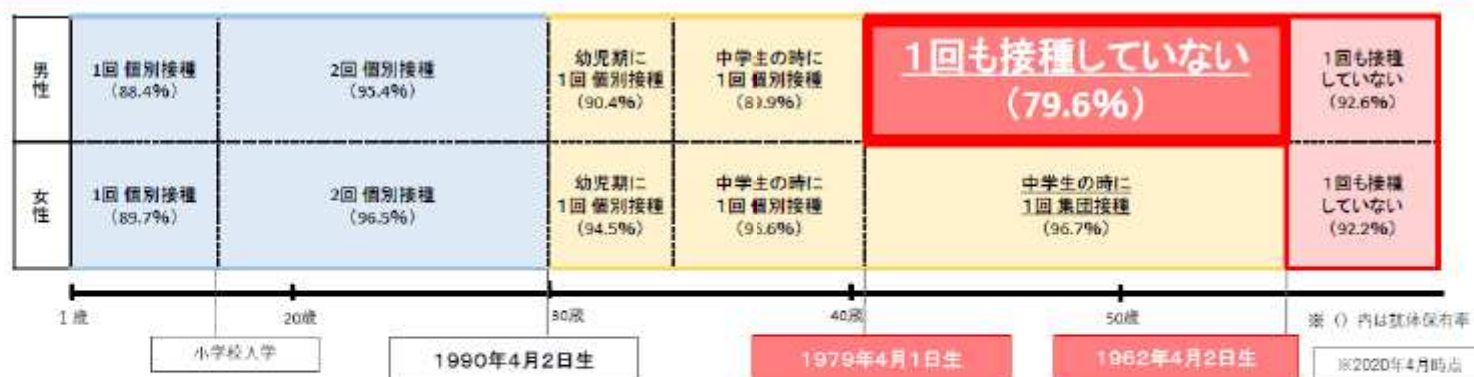 男性
1回 個別接種
(88.4%)
2回 個別接種
(95.4%)
幼児期に
1回 個別接種
(90.4%)
中学生の時に
1回 個別接種
1回も接種していない
(79.6%)
1回も接種
していない
(92.6%)
女性
1回 個別接種
(89.7%)
2回 個別接種
(96.5%)
幼児期に
1回 個別接種
(94.5%)
中学生の時に
1回 個別接種
中学生の時に
1回 集団接種
(96.7%)
1回も接種
していない
(92.2%)
1歳
20歳
30歳
40歳
50歳
※ () 内は抗体保有率
小学校入学
1990年4月2日生
1979年4月1日生
1962年4月2日生
※2020年4月時点